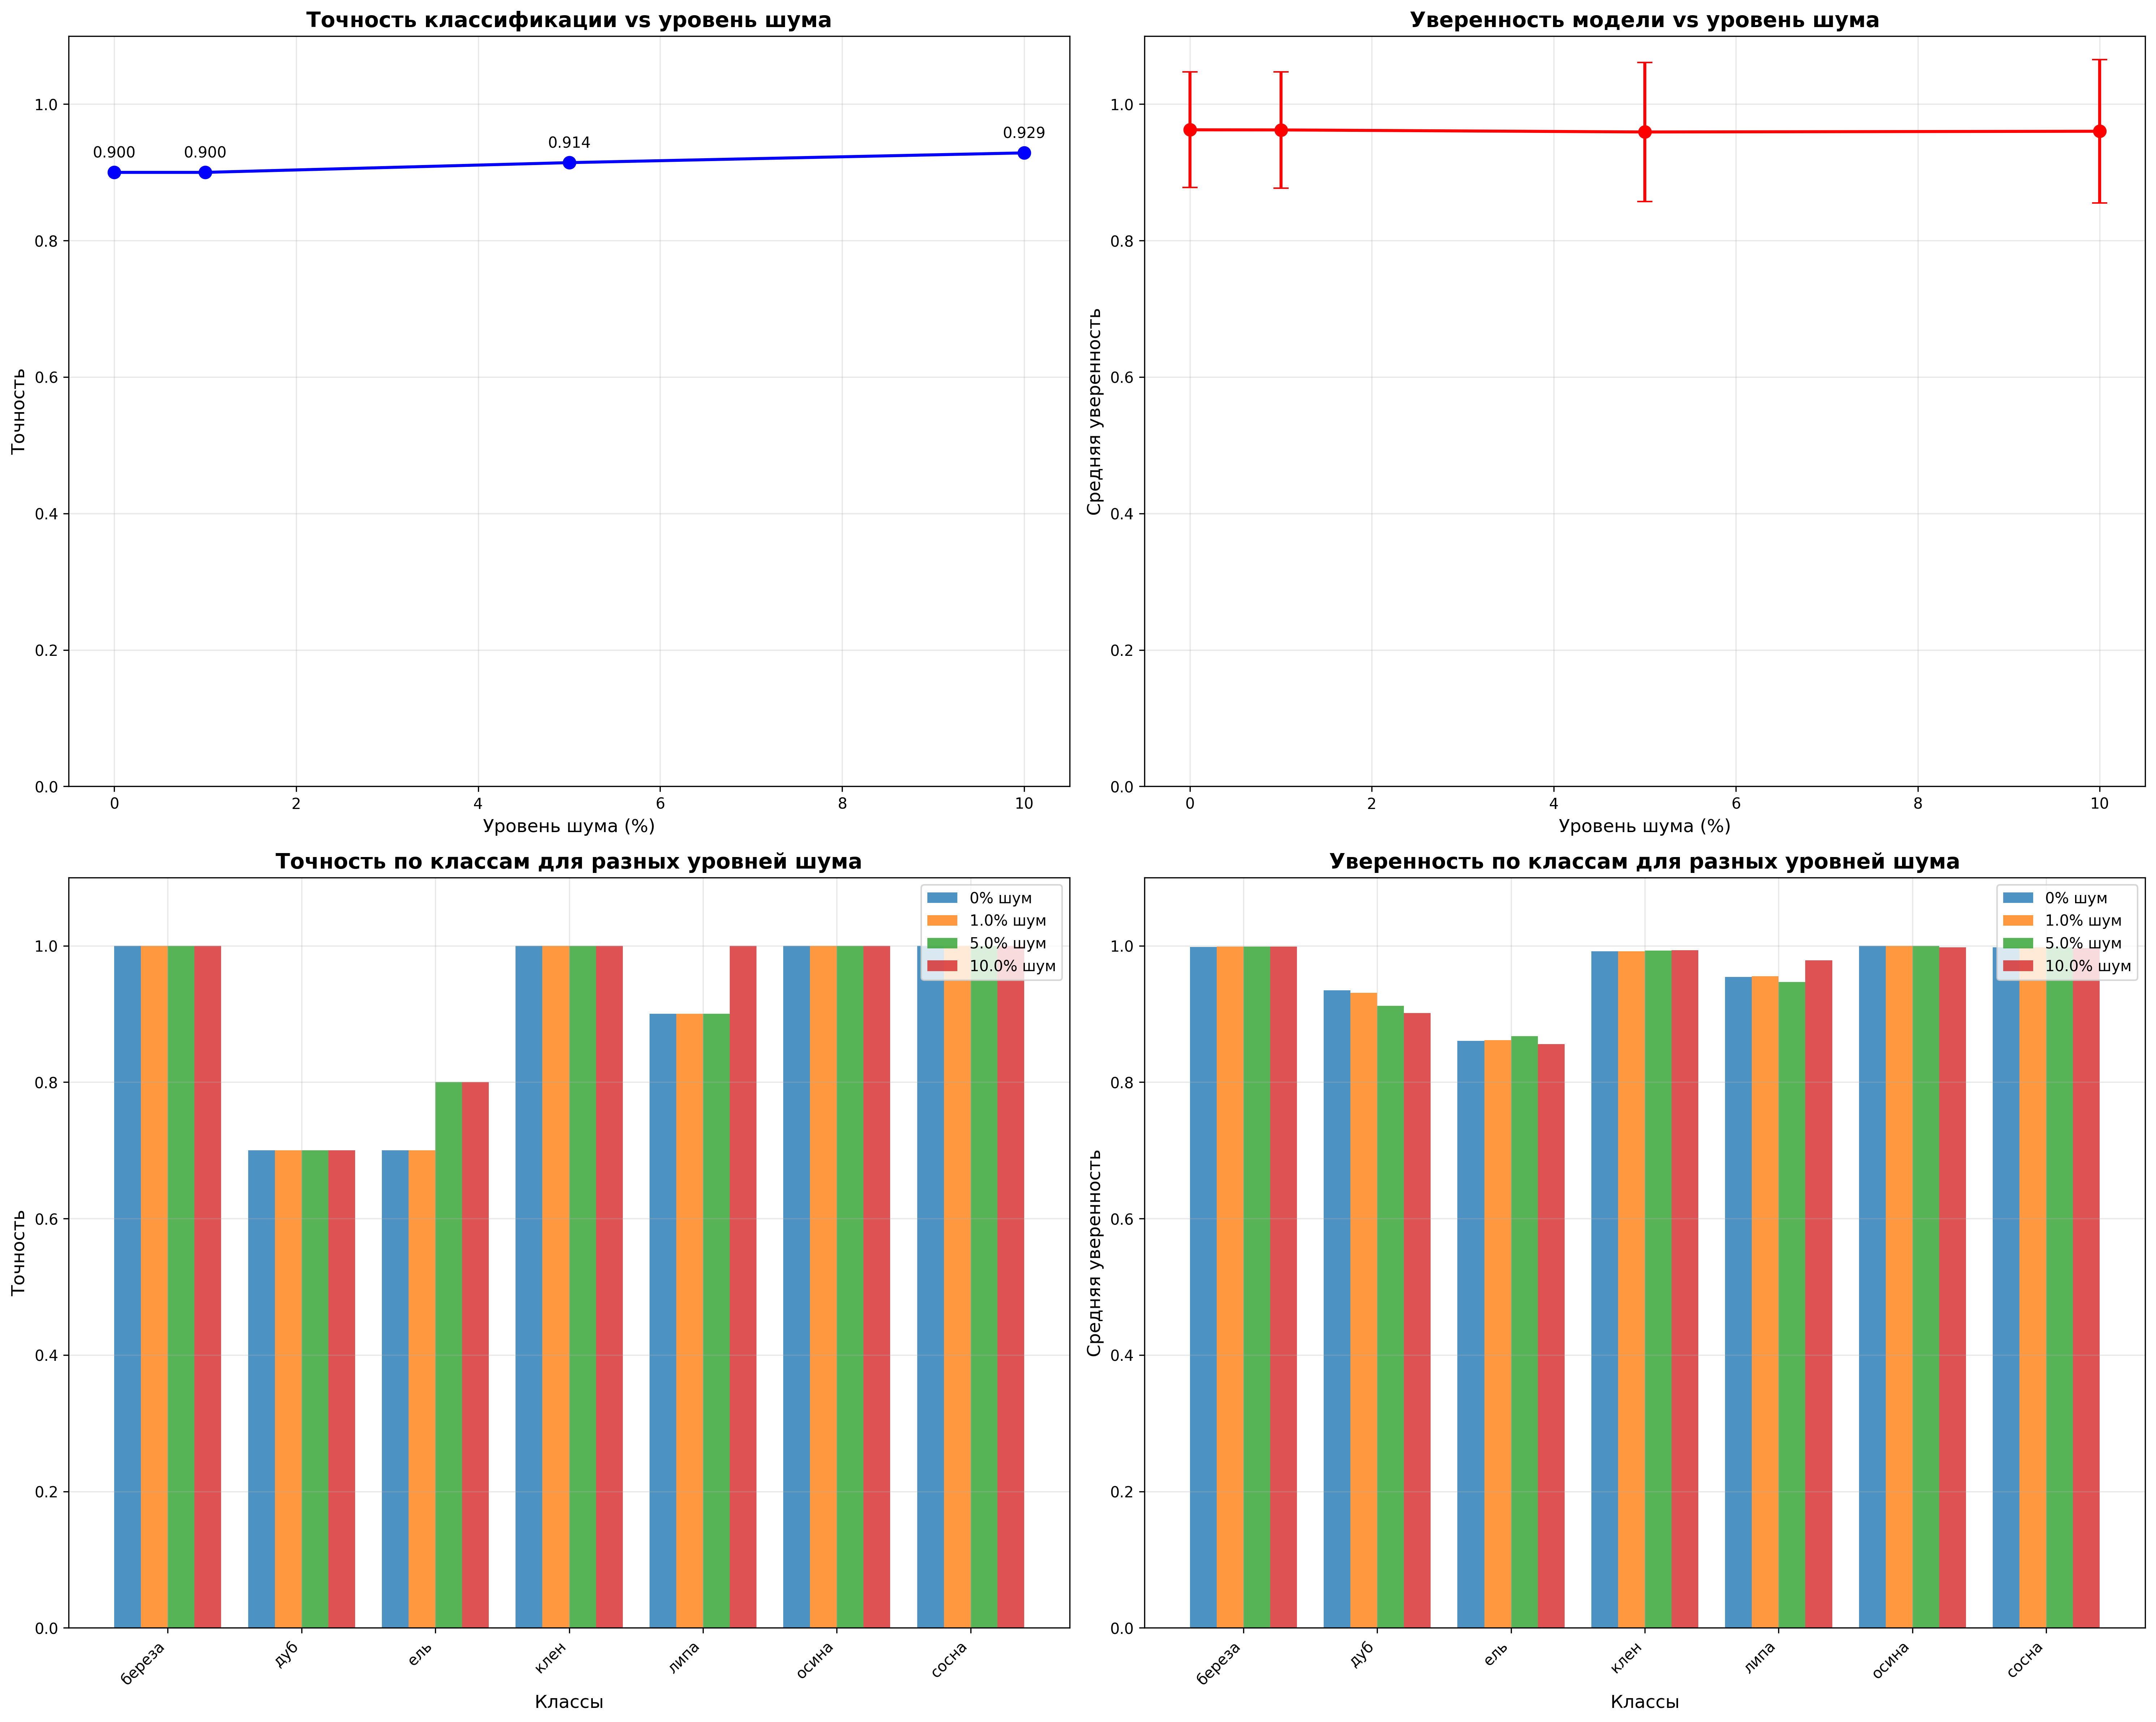 Точность классификации vs уровень шума
1.0
0.8
0.6
0.4
0.2
0.0
Точность
0.900
0.900
0.914
0.929
0
2
4
6
8
10
Уровень шума (%)
Уверенность модели vs уровень шума
1.0
0.8
0.6
0.4
0.2
0.0
Средняя уверенность
0
2
4
6
8
10
Уровень шума (%)
Точность по классам для разных уровней шума
1.0
0.8
0.6
0.4
0.2
0.0
Точность
0% шум
1.0% шум
5.0% шум
10.0% шум
береза
дуб
ель
клен
липа
осина
сосна
Классы
Уверенность по классам для разных уровней шума
1.0
0.8
0.6
0.4
0.2
0.0
Средняя уверенность
0% шум
1.0% шум
5.0% шум
10.0% шум
береза
дуб
ель
клен
липа
осина
сосна
Классы